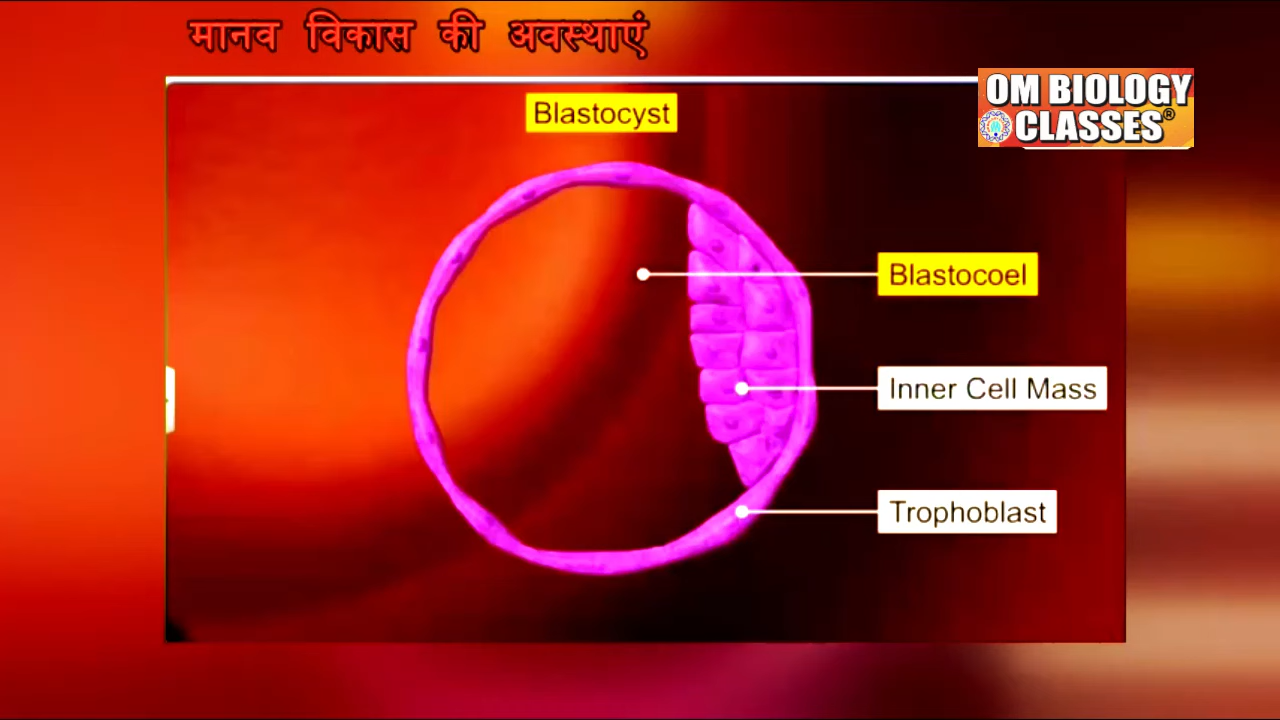 मानव विकास की अवस्थाएं
OM BIOLOGY
CLASSES®
Blastocyst
Blastocoel
Inner Cell Mass
Trophoblast